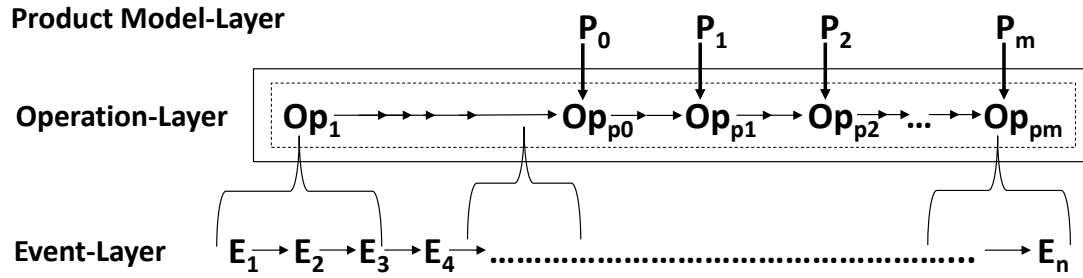 Product Model-Layer P₀ P₁ P₂ Pₘ
Operation-Layer Op₁ Opₚ₀ Opₚ₁ Opₚ₂ ... Opₚₘ
Event-Layer E₁ E₂ E₃ E₄ ........................................................ Eₙ